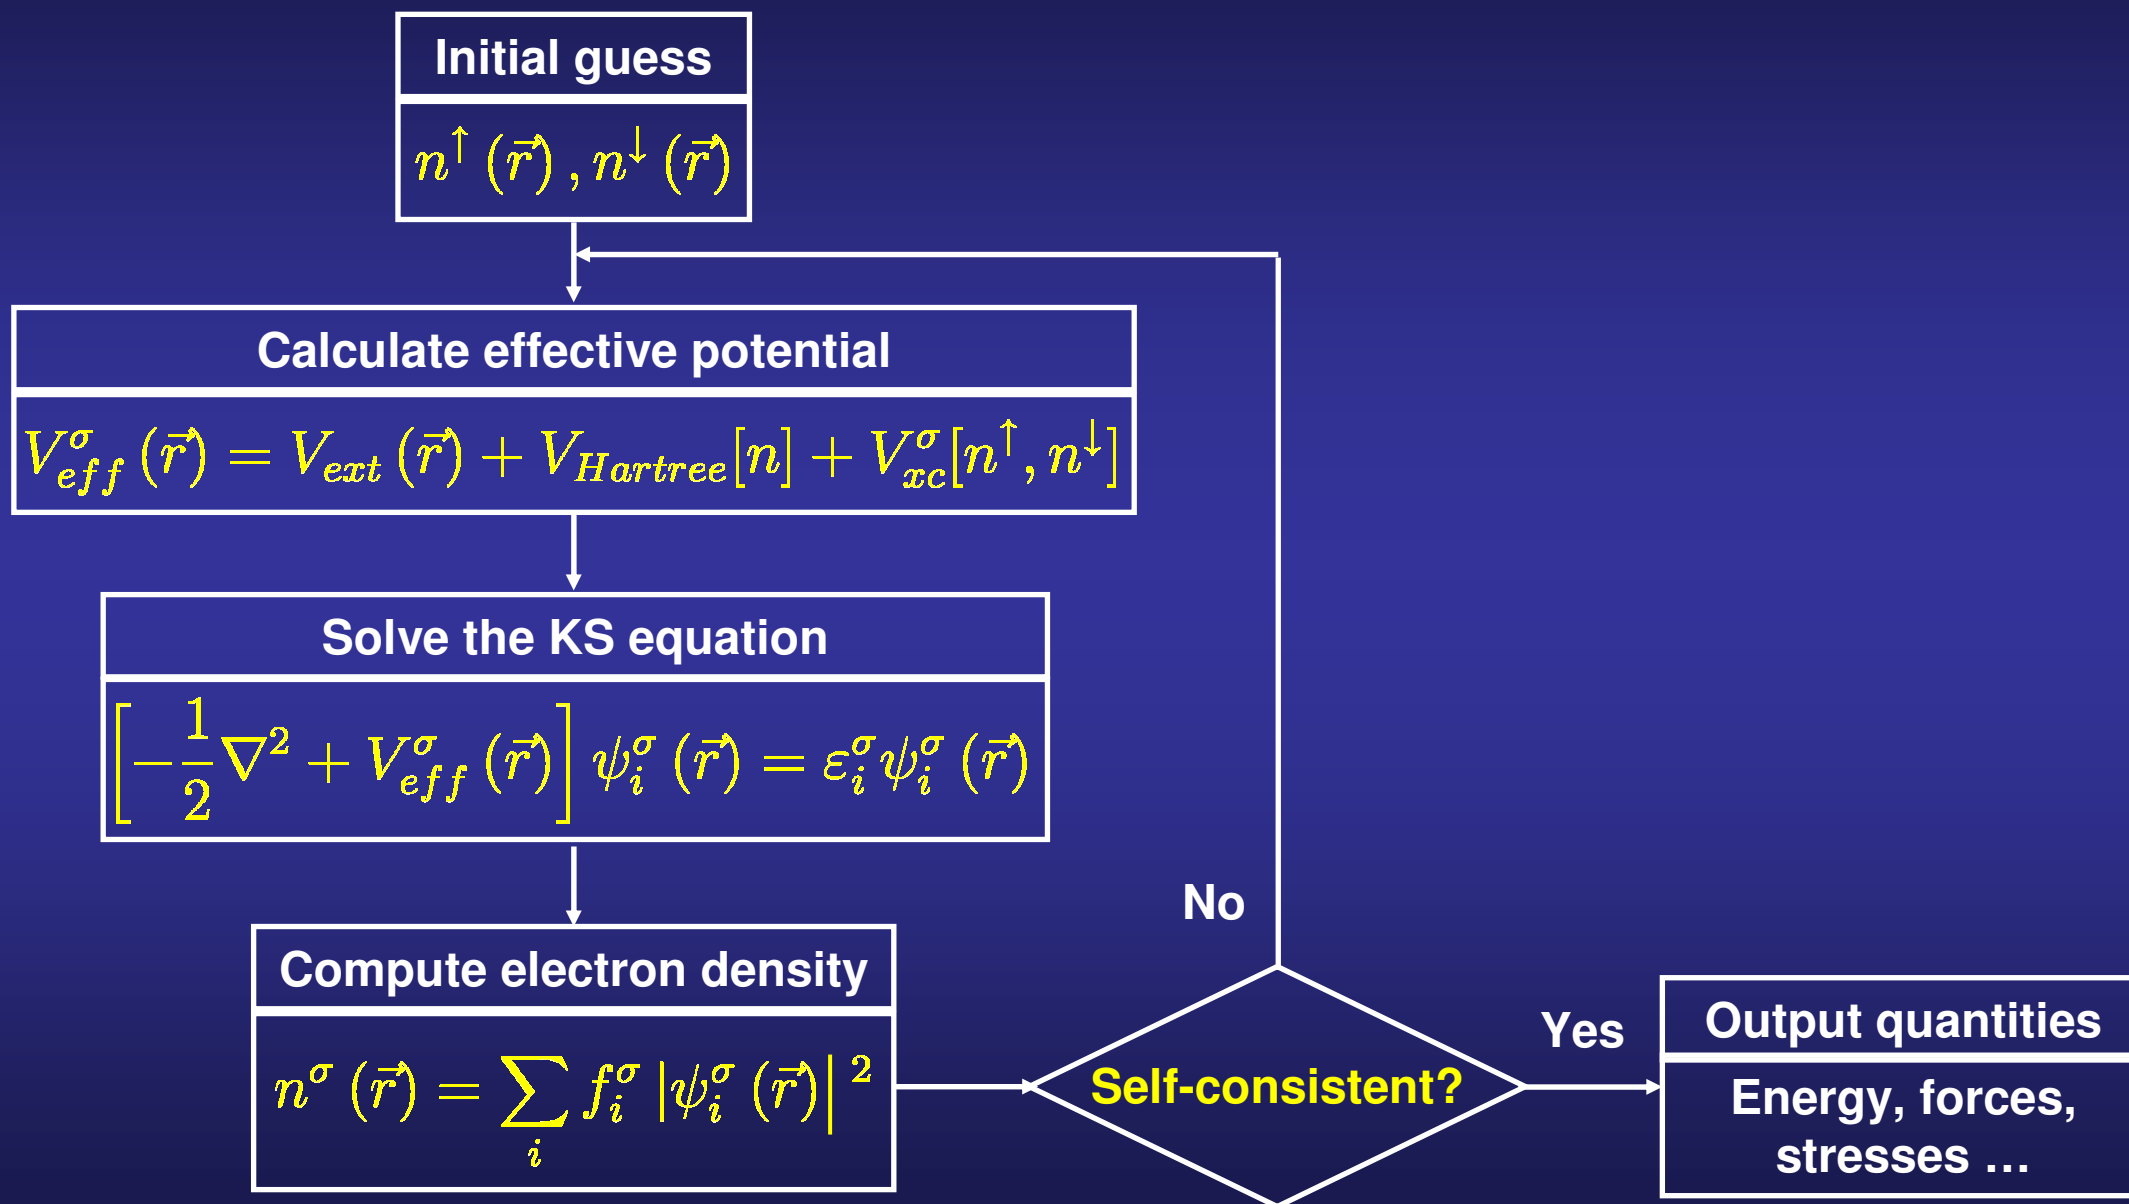 Initial guess
n↑ (r⃗) , n↓ (r⃗)
Calculate effective potential
V^σ_eff (r⃗) = V_ext (r⃗) + V_Hartree[n] + V^σ_xc[n↑, n↓]
Solve the KS equation
[−1/2 ∇² + V^σ_eff (r⃗)] ψ^σ_i (r⃗) = ε^σ_i ψ^σ_i (r⃗)
No
Compute electron density
n^σ (r⃗) = ∑_i f^σ_i |ψ^σ_i (r⃗)|²
Self-consistent?
Yes
Output quantities
Energy, forces,
stresses …